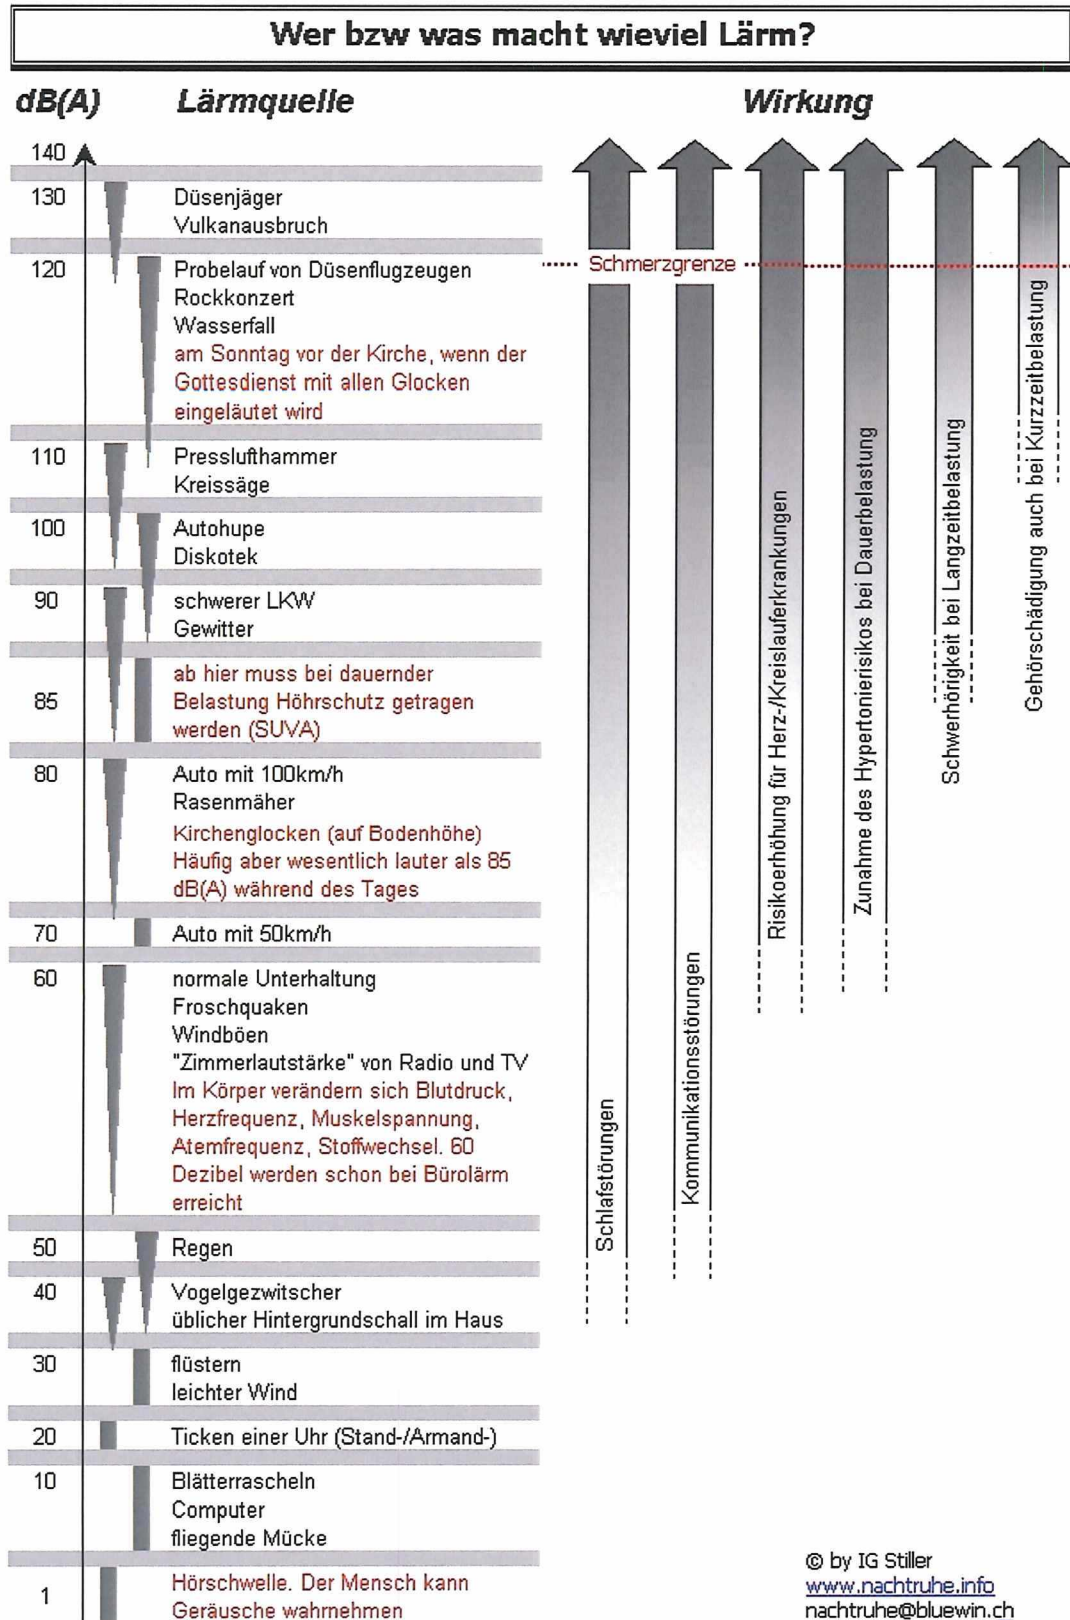 Wer bzw was macht wieviel Lärm?
dB(A) Lärmquelle Wirkung
140
130 Düsenjäger
Vulkanausbruch
120 Probelauf von Düsenflugzeugen
Rockkonzert
Wasserfall
am Sonntag vor der Kirche, wenn der
Gottesdienst mit allen Glocken
eingeläutet wird
110 Presslufthammer
Kreissäge
100 Autohupe
Diskotek
90 schwerer LKW
Gewitter
ab hier muss bei dauernder
85 Belastung Höhrschutz getragen
werden (SUVA)
80 Auto mit 100km/h
Rasenmäher
Kirchenglocken (auf Bodenhöhe)
Häufig aber wesentlich lauter als 85
dB(A) während des Tages
70 Auto mit 50km/h
60 normale Unterhaltung
Froschquaken
Windböen
"Zimmerlautstärke" von Radio und TV
Im Körper verändern sich Blutdruck,
Herzfrequenz, Muskelspannung,
Atemfrequenz, Stoffwechsel. 60
Dezibel werden schon bei Bürolärm
erreicht
50 Regen
40 Vogelgezwitscher
üblicher Hintergrundschall im Haus
30 flüstern
leichter Wind
20 Ticken einer Uhr (Stand-/Armand-)
10 Blätterrascheln
Computer
fliegende Mücke
Hörschwelle. Der Mensch kann
1 Geräusche wahrnehmen
Schmerzgrenze
Schlafstörungen
Kommunikationsstörungen
Risikoerhöhung für Herz-/Kreislauferkrankungen
Zunahme des Hypertonierisikos bei Dauerbelastung
Schwerhörigkeit bei Langzeitbelastung
Gehörschädigung auch bei Kurzzeitbelastung
© by IG Stiller
www.nachtruhe.info
nachtruhe@bluewin.ch